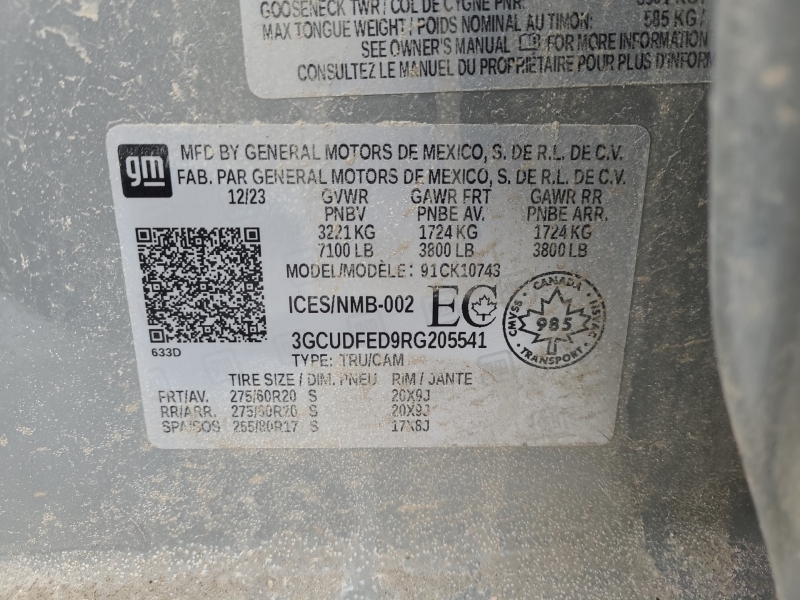 GOOSENECK TWR / COL DE CYGNE PNR:
MAX TONGUE WEIGHT / POIDS NOMINAL AU TIMON: 585 KG /
SEE OWNER'S MANUAL FOR MORE INFORMATION
CONSULTEZ LE MANUEL DU PROPRIÉTAIRE POUR PLUS D'INFORM
gm
MFD BY GENERAL MOTORS DE MEXICO, S. DE R.L. DE C.V.
FAB. PAR GENERAL MOTORS DE MEXICO, S. DE R.L. DE C.V.
12/23 GVWR GAWR FRT GAWR RR
PNBV PNBE AV. PNBE ARR.
3221 KG 1724 KG 1724 KG
7100 LB 3800 LB 3800 LB
MODEL/MODÈLE: 91CK10743
ICES/NMB-002 EC
CANADA
CMVSS 985 NSVAC
TRANSPORT
3GCUDFED9RG205541
633D
TYPE: TRU/CAM
TIRE SIZE / DIM. PNEU RIM / JANTE
FRT/AV. 275/60R20 S 20X9J
RR/ARR. 275/60R20 S 20X9J
SPA/SOS 265/80R17 S 17X8J